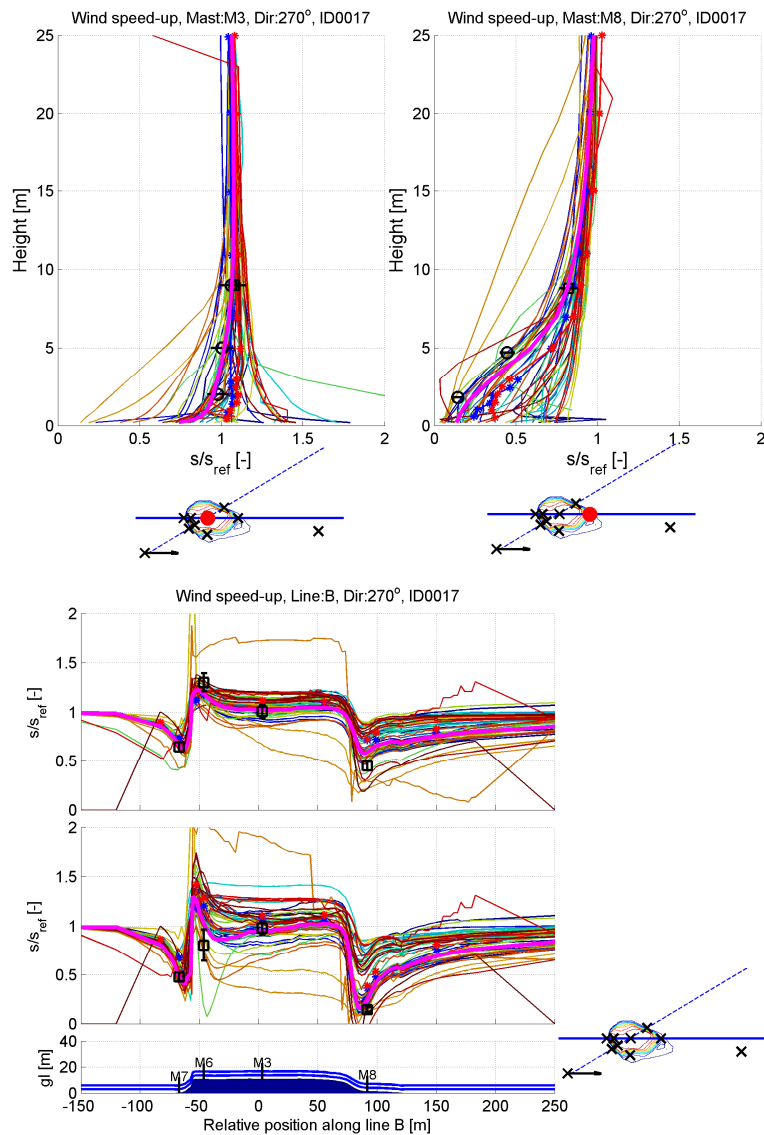 Wind speed-up, Mast:M3, Dir:270°, ID0017
25
20
15
10
5
0
Height [m]
0 0.5 1 1.5 2
s/s_ref [-]
Wind speed-up, Mast:M8, Dir:270°, ID0017
25
20
15
10
5
0
Height [m]
0 0.5 1 1.5 2
s/s_ref [-]
Wind speed-up, Line:B, Dir:270°, ID0017
2
1.5
1
0.5
0
s/s_ref [-]
2
1.5
1
0.5
0
s/s_ref [-]
40
20
0
gl [m]
M7 M6 M3 M8
-150 -100 -50 0 50 100 150 200 250
Relative position along line B [m]